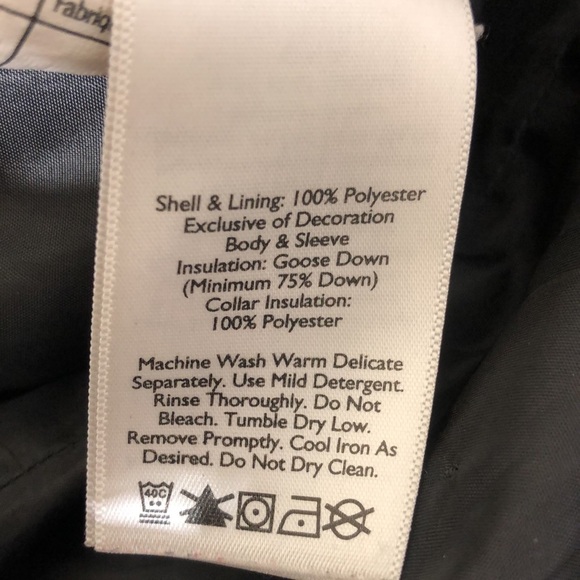 Fabriq
Shell & Lining: 100% Polyester
Exclusive of Decoration
Body & Sleeve
Insulation: Goose Down
(Minimum 75% Down)
Collar Insulation:
100% Polyester
Machine Wash Warm Delicate
Separately. Use Mild Detergent.
Rinse Thoroughly. Do Not
Bleach. Tumble Dry Low.
Remove Promptly. Cool Iron As
Desired. Do Not Dry Clean.
40C